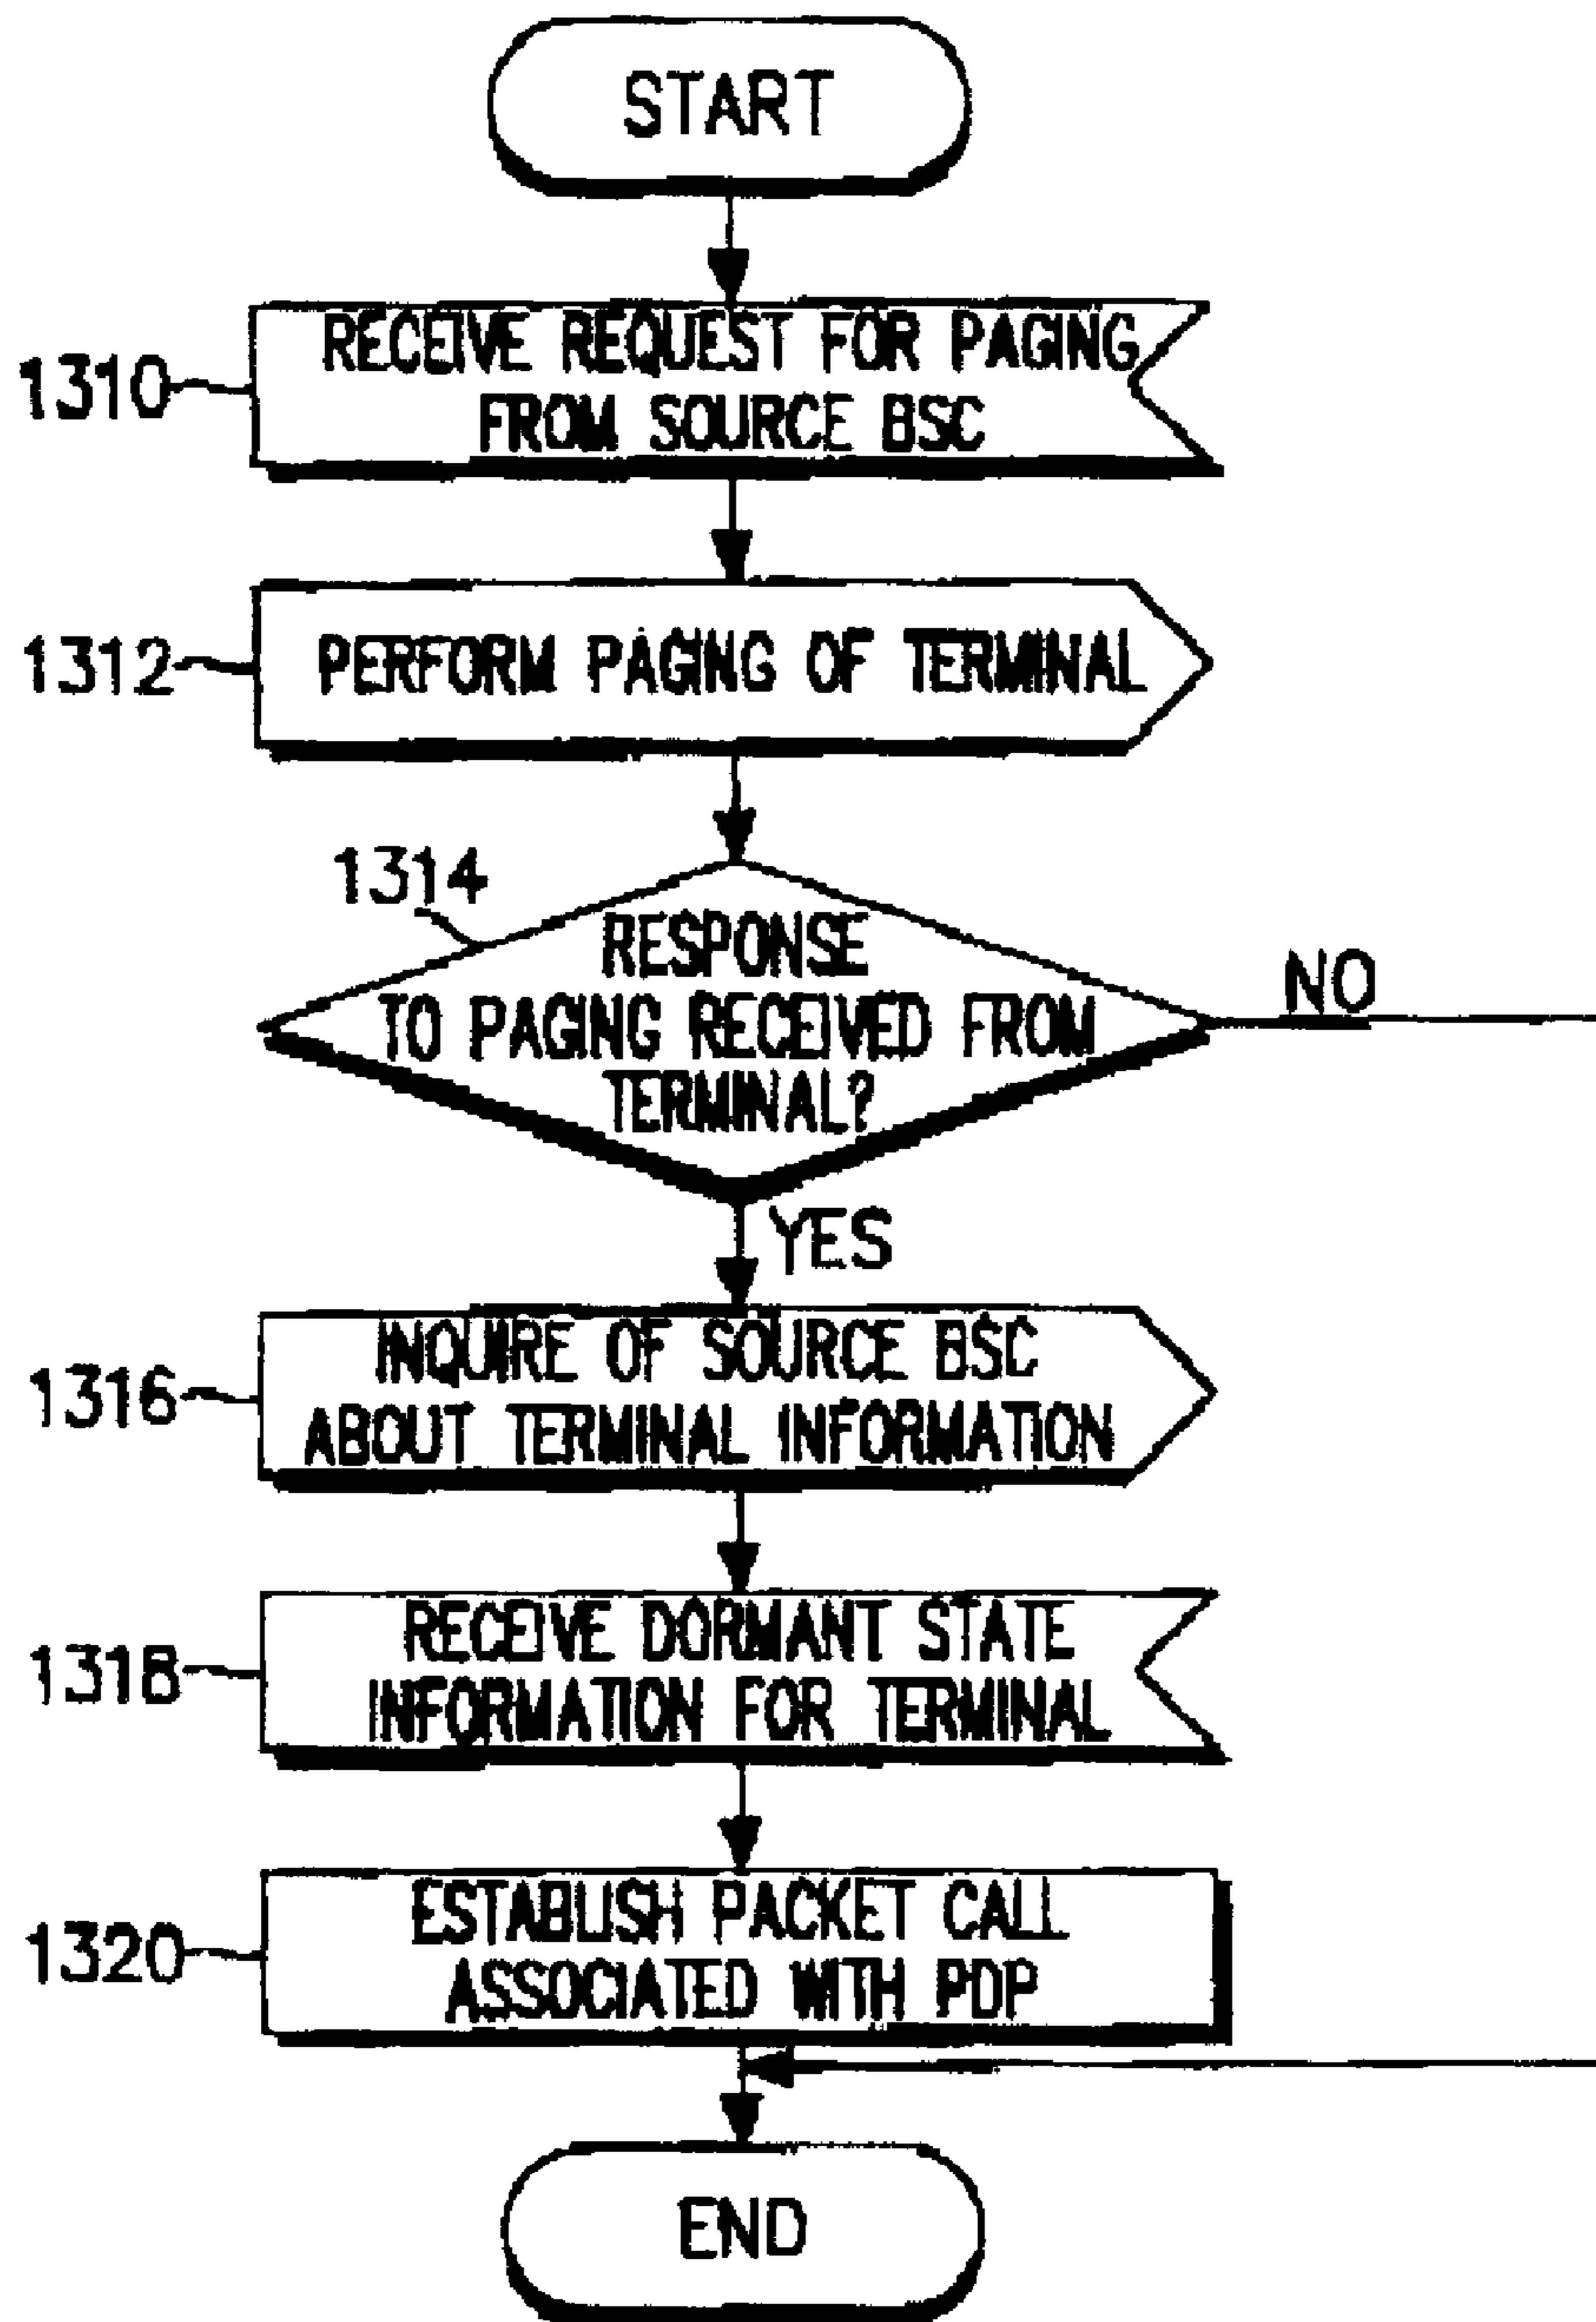 START
1310
RECEIVE REQUEST FOR PAGING
FROM SOURCE BSC
1312
PERFORM PAGING OF TERMINAL
1314
RESPONSE
TO PAGING RECEIVED FROM
TERMINAL?
NO
YES
1316
INQUIRE OF SOURCE BSC
ABOUT TERMINAL INFORMATION
1318
RECEIVE DORMANT STATE
INFORMATION FOR TERMINAL
1320
ESTABLISH PACKET CALL
ASSOCIATED WITH PDP
END